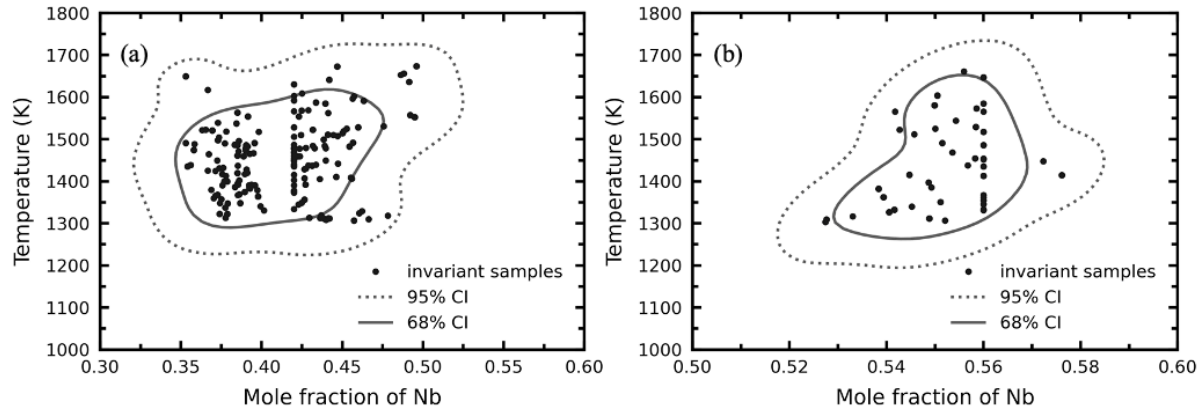 1800
1700
1600
1500
1400
1300
1200
1100
1000
Temperature (K)
(a)
invariant samples
95% CI
68% CI
0.30 0.35 0.40 0.45 0.50 0.55 0.60
Mole fraction of Nb
1800
1700
1600
1500
1400
1300
1200
1100
1000
Temperature (K)
(b)
invariant samples
95% CI
68% CI
0.50 0.52 0.54 0.56 0.58 0.60
Mole fraction of Nb